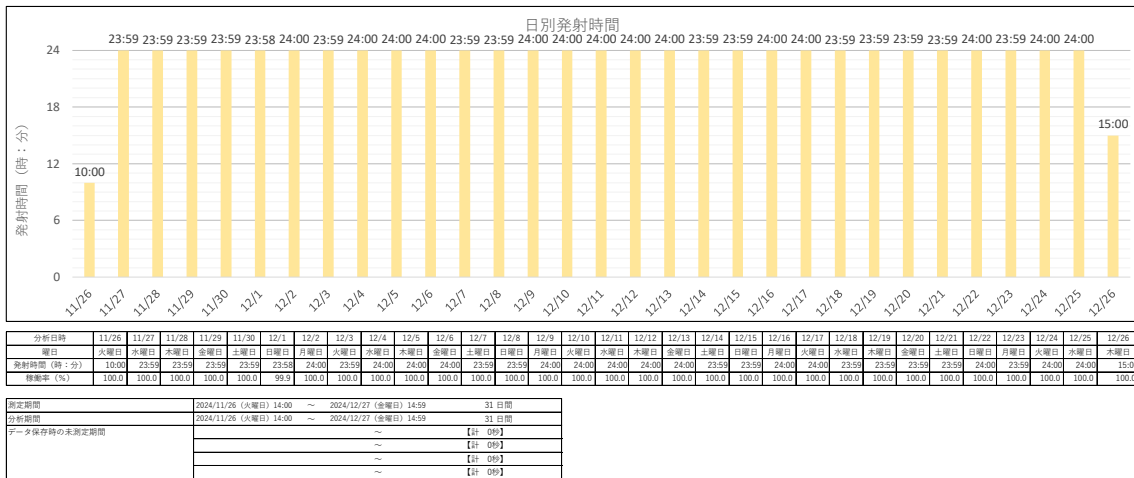 日別発射時間
23:59 23:59 23:59 23:59 23:58 24:00 23:59 24:00 24:00 24:00 23:59 23:59 24:00 24:00 24:00 24:00 24:00 23:59 23:59 24:00 24:00 23:59 23:59 23:59 23:59 24:00 23:59 24:00 24:00
24
18
15:00
12
10:00
6
0
発射時間（時：分）
11/26 11/27 11/28 11/29 11/30 12/1 12/2 12/3 12/4 12/5 12/6 12/7 12/8 12/9 12/10 12/11 12/12 12/13 12/14 12/15 12/16 12/17 12/18 12/19 12/20 12/21 12/22 12/23 12/24 12/25 12/26
分析日時 11/26 11/27 11/28 11/29 11/30 12/1 12/2 12/3 12/4 12/5 12/6 12/7 12/8 12/9 12/10 12/11 12/12 12/13 12/14 12/15 12/16 12/17 12/18 12/19 12/20 12/21 12/22 12/23 12/24 12/25 12/26
曜日 火曜日 水曜日 木曜日 金曜日 土曜日 日曜日 月曜日 火曜日 水曜日 木曜日 金曜日 土曜日 日曜日 月曜日 火曜日 水曜日 木曜日 金曜日 土曜日 日曜日 月曜日 火曜日 水曜日 木曜日 金曜日 土曜日 日曜日 月曜日 火曜日 水曜日 木曜日
発射時間（時：分） 10:00 23:59 23:59 23:59 23:59 23:58 24:00 23:59 24:00 24:00 24:00 23:59 23:59 24:00 24:00 24:00 24:00 24:00 23:59 23:59 24:00 24:00 23:59 23:59 23:59 23:59 24:00 23:59 24:00 24:00 15:0
稼働率（%） 100.0 100.0 100.0 100.0 100.0 99.9 100.0 100.0 100.0 100.0 100.0 100.0 100.0 100.0 100.0 100.0 100.0 100.0 100.0 100.0 100.0 100.0 100.0 100.0 100.0 100.0 100.0 100.0 100.0 100.0 100.0
測定期間 2024/11/26（火曜日）14:00 ～ 2024/12/27（金曜日）14:59 31 日間
分析期間 2024/11/26（火曜日）14:00 ～ 2024/12/27（金曜日）14:59 31 日間
データ保存時の未測定期間 ～ 【計 0秒】
～ 【計 0秒】
～ 【計 0秒】
～ 【計 0秒】